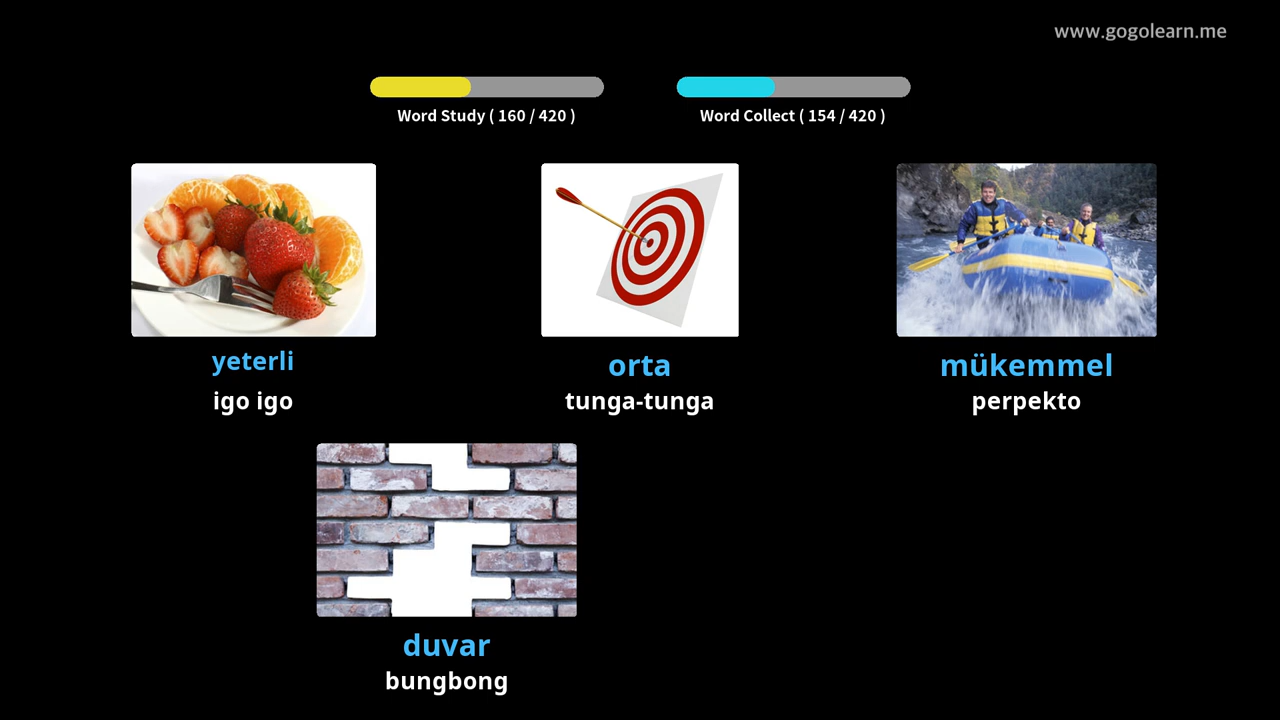 www.gogolearn.me
Word Study ( 160 / 420 )
Word Collect ( 154 / 420 )
yeterli
igo igo
orta
tunga-tunga
mükemmel
perpekto
duvar
bungbong